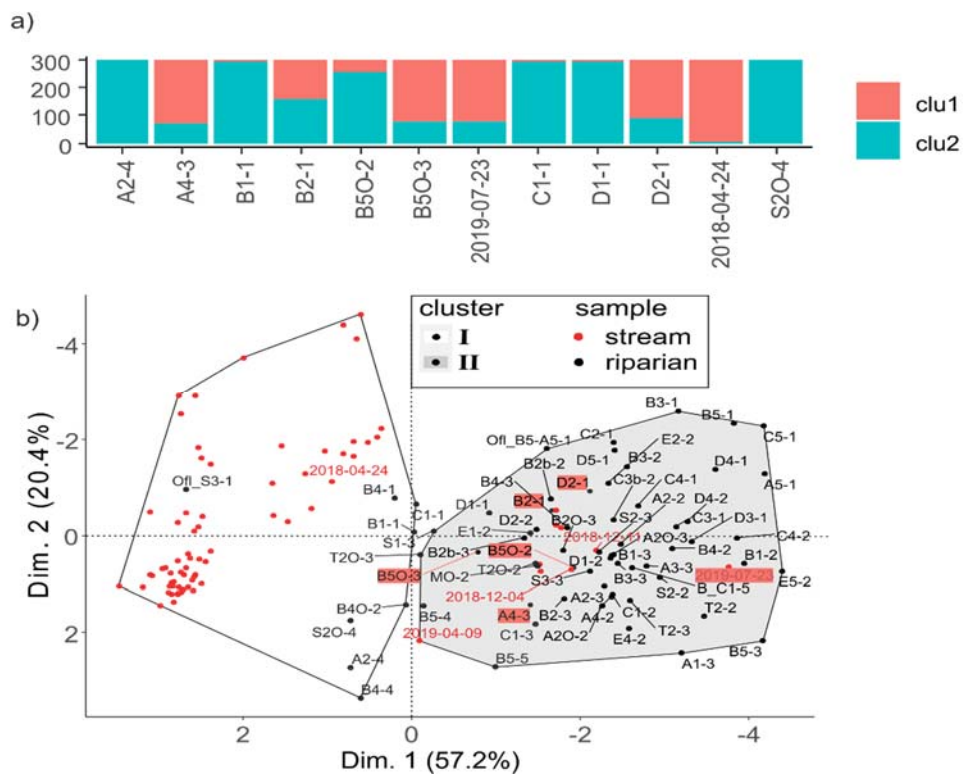 a)
300
200
100
0
A2-4
A4-3
B1-1
B2-1
B5O-2
B5O-3
2019-07-23
C1-1
D1-1
D2-1
2018-04-24
S2O-4
clu1
clu2
b)
cluster
sample
I
stream
II
riparian
-4
-2
0
2
Dim. 2 (20.4%)
B3-1
B5-1
C5-1
Ofl_B5-A5-1
C2-1
E2-2
B2b-2
D5-1
B3-2
D4-1
2018-04-24
Ofl_S3-1
B4-3
D2-1
C3b-2
C4-1
A5-1
B4-1
B2-1
A2-2
D1-1
C1-1
D4-2
B1-1
D2-2
B2O-3
S2-3
C3-1
D3-1
E1-2
2018-12-11
A2O-3
C4-2
S1-3
T2O-3
B2b-3
B5O-2
D1-2
B1-3
B4-2
B1-2
B5O-3
MO-2
T2O-2
S3-3
B3-3
A3-3
2019-07-23
E5-2
B_C1-5
2018-12-04
S2-2
A2-3
B4O-2
B5-4
A4-3
B2-3
A4-2
C1-2
T2-2
S2O-4
2019-04-09
C1-3
A2O-2
E4-2
T2-3
A2-4
B5-5
A1-3
B5-3
B4-4
2
0
-2
-4
Dim. 1 (57.2%)